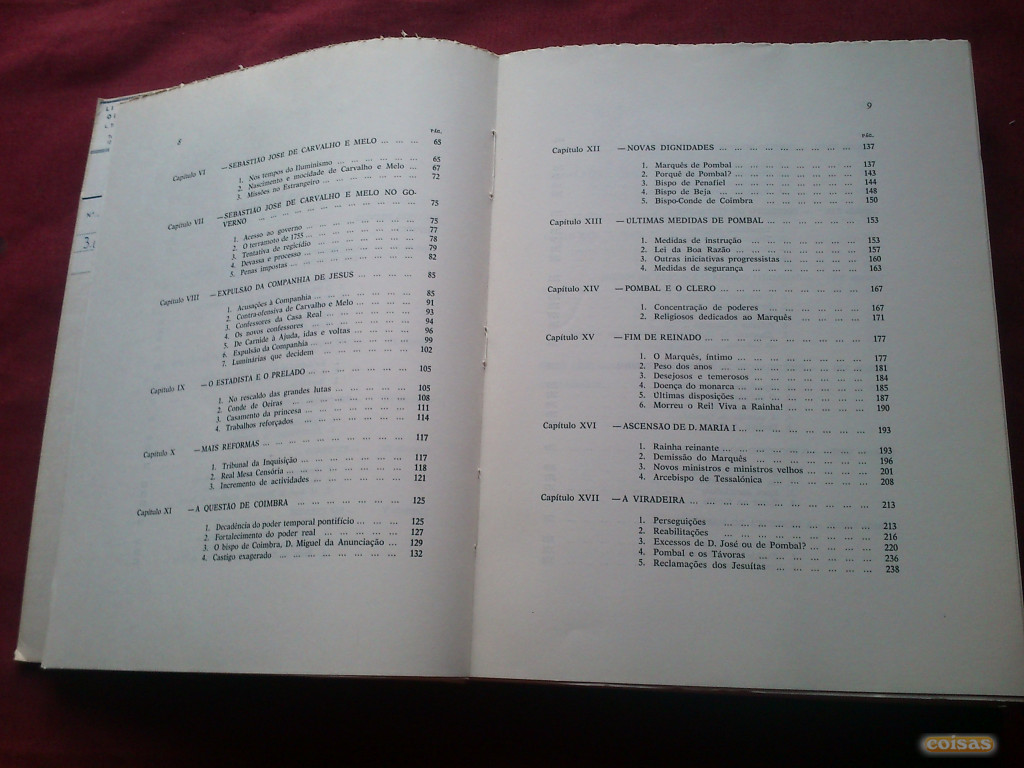 8
PÁG.
Capítulo VI — SEBASTIÃO JOSÉ DE CARVALHO E MELO ... ... ... 65
1. Nos tempos do Iluminismo ... ... ... ... ... ... ... 65
2. Nascimento e mocidade de Carvalho e Melo ... ... 67
3. Missões no Estrangeiro ... ... ... ... ... ... ... ... 72
Capítulo VII — SEBASTIÃO JOSÉ DE CARVALHO E MELO NO GO-
VERNO ... ... ... ... ... ... ... ... ... ... 75
1. Acesso ao governo ... ... ... ... ... ... ... ... 75
2. O terramoto de 1755 ... ... ... ... ... ... ... ... 77
3. Tentativa de regicídio ... ... ... ... ... ... ... ... 78
4. Devassa e processo ... ... ... ... ... ... ... ... 79
5. Penas impostas ... ... ... ... ... ... ... ... ... 82
Capítulo VIII — EXPULSÃO DA COMPANHIA DE JESUS ... ... ... ... 85
1. Acusações à Companhia ... ... ... ... ... ... ... 85
2. Contra-ofensiva de Carvalho e Melo ... ... ... ... 91
3. Confessores da Casa Real ... ... ... ... ... ... 93
4. Os novos confessores ... ... ... ... ... ... ... 94
5. De Carnide à Ajuda, idas e voltas ... ... ... ... 96
6. Expulsão da Companhia ... ... ... ... ... ... ... 99
7. Luminárias que decidem ... ... ... ... ... ... ... 102
Capítulo IX — O ESTADISTA E O PRELADO ... ... ... ... ... ... 105
1. No rescaldo das grandes lutas ... ... ... ... ... 105
2. Conde de Oeiras ... ... ... ... ... ... ... ... 108
3. Casamento da princesa ... ... ... ... ... ... ... 111
4. Trabalhos reforçados ... ... ... ... ... ... ... 114
Capítulo X — MAIS REFORMAS ... ... ... ... ... ... ... ... ... 117
1. Tribunal da Inquisição ... ... ... ... ... ... ... 117
2. Real Mesa Censória ... ... ... ... ... ... ... ... 118
3. Incremento de actividades ... ... ... ... ... ... 121
Capítulo XI — A QUESTÃO DE COIMBRA ... ... ... ... ... ... ... 125
1. Decadência do poder temporal pontifício ... ... ... 125
2. Fortalecimento do poder real ... ... ... ... ... 127
3. O bispo de Coimbra, D. Miguel da Anunciação ... ... 129
4. Castigo exagerado ... ... ... ... ... ... ... ... 132
9
PÁG.
Capítulo XII — NOVAS DIGNIDADES ... ... ... ... ... ... ... ... 137
1. Marquês de Pombal ... ... ... ... ... ... ... ... 137
2. Porquê de Pombal? ... ... ... ... ... ... ... ... 143
3. Bispo de Penafiel ... ... ... ... ... ... ... ... 144
4. Bispo de Beja ... ... ... ... ... ... ... ... ... 148
5. Bispo-Conde de Coimbra ... ... ... ... ... ... ... 150
Capítulo XIII — ÚLTIMAS MEDIDAS DE POMBAL ... ... ... ... ... 153
1. Medidas de instrução ... ... ... ... ... ... ... 153
2. Lei da Boa Razão ... ... ... ... ... ... ... ... 157
3. Outras iniciativas progressistas ... ... ... ... ... 160
4. Medidas de segurança ... ... ... ... ... ... ... 163
Capítulo XIV — POMBAL E O CLERO ... ... ... ... ... ... ... ... 167
1. Concentração de poderes ... ... ... ... ... ... 167
2. Religiosos dedicados ao Marquês ... ... ... ... ... 171
Capítulo XV — FIM DE REINADO ... ... ... ... ... ... ... ... ... 177
1. O Marquês, íntimo ... ... ... ... ... ... ... ... 177
2. Peso dos anos ... ... ... ... ... ... ... ... ... 181
3. Desejosos e temerosos ... ... ... ... ... ... ... 184
4. Doença do monarca ... ... ... ... ... ... ... ... 185
5. Últimas disposições ... ... ... ... ... ... ... ... 187
6. Morreu o Rei! Viva a Rainha! ... ... ... ... ... 190
Capítulo XVI — ASCENSÃO DE D. MARIA I ... ... ... ... ... ... ... 193
1. Rainha reinante ... ... ... ... ... ... ... ... 193
2. Demissão do Marquês ... ... ... ... ... ... ... 196
3. Novos ministros e ministros velhos ... ... ... ... 201
4. Arcebispo de Tessalónica ... ... ... ... ... ... 208
Capítulo XVII — A VIRADEIRA ... ... ... ... ... ... ... ... ... 213
1. Perseguições ... ... ... ... ... ... ... ... ... 213
2. Reabilitações ... ... ... ... ... ... ... ... ... 216
3. Excessos de D. José ou de Pombal? ... ... ... ... 220
4. Pombal e os Távoras ... ... ... ... ... ... ... 236
5. Reclamações dos Jesuítas ... ... ... ... ... ... 238
coisas